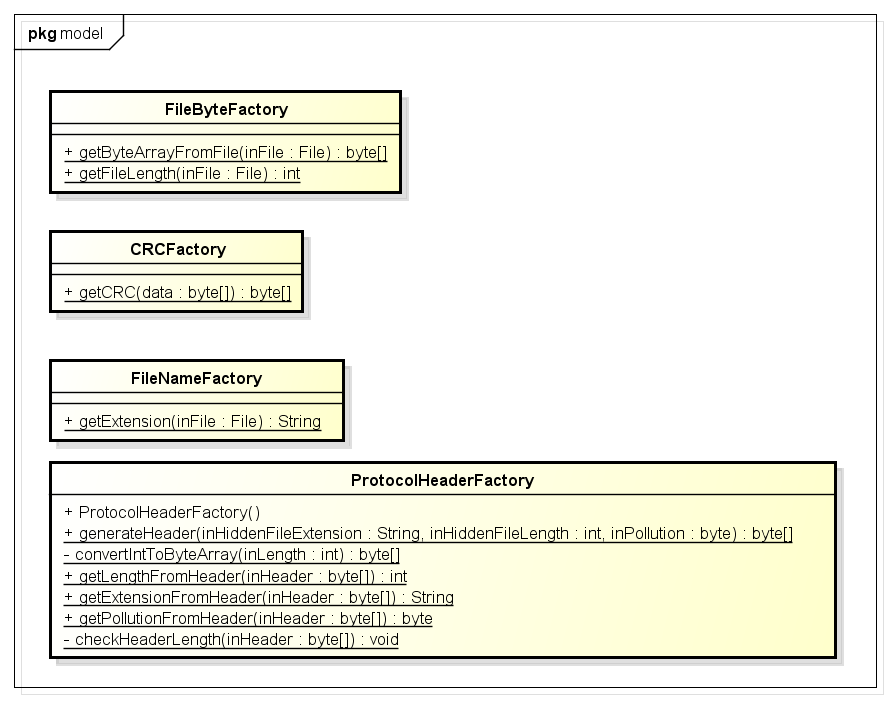 pkg model
FileByteFactory
+ getByteArrayFromFile(inFile : File) : byte[]
+ getFileLength(inFile : File) : int
CRCFactory
+ getCRC(data : byte[]) : byte[]
FileNameFactory
+ getExtension(inFile : File) : String
ProtocolHeaderFactory
+ ProtocolHeaderFactory()
+ generateHeader(inHiddenFileExtension : String, inHiddenFileLength : int, inPollution : byte) : byte[]
- convertIntToByteArray(inLength : int) : byte[]
+ getLengthFromHeader(inHeader : byte[]) : int
+ getExtensionFromHeader(inHeader : byte[]) : String
+ getPollutionFromHeader(inHeader : byte[]) : byte
- checkHeaderLength(inHeader : byte[]) : void